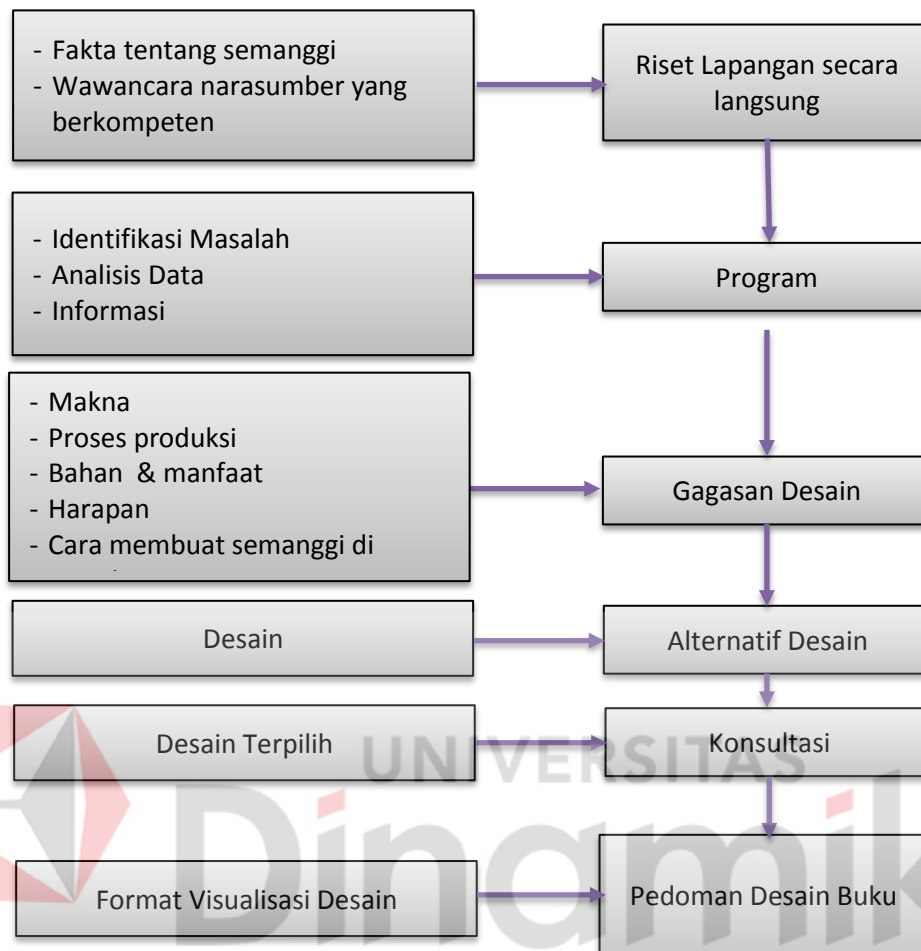 - Fakta tentang semanggi
- Wawancara narasumber yang
berkompeten
Riset Lapangan secara
langsung
- Identifikasi Masalah
- Analisis Data
- Informasi
Program
- Makna
- Proses produksi
- Bahan & manfaat
- Harapan
- Cara membuat semanggi di
Gagasan Desain
Desain
Alternatif Desain
Desain Terpilih
Konsultasi
UNIVERSITAS
Dinamik
Format Visualisasi Desain
Pedoman Desain Buku